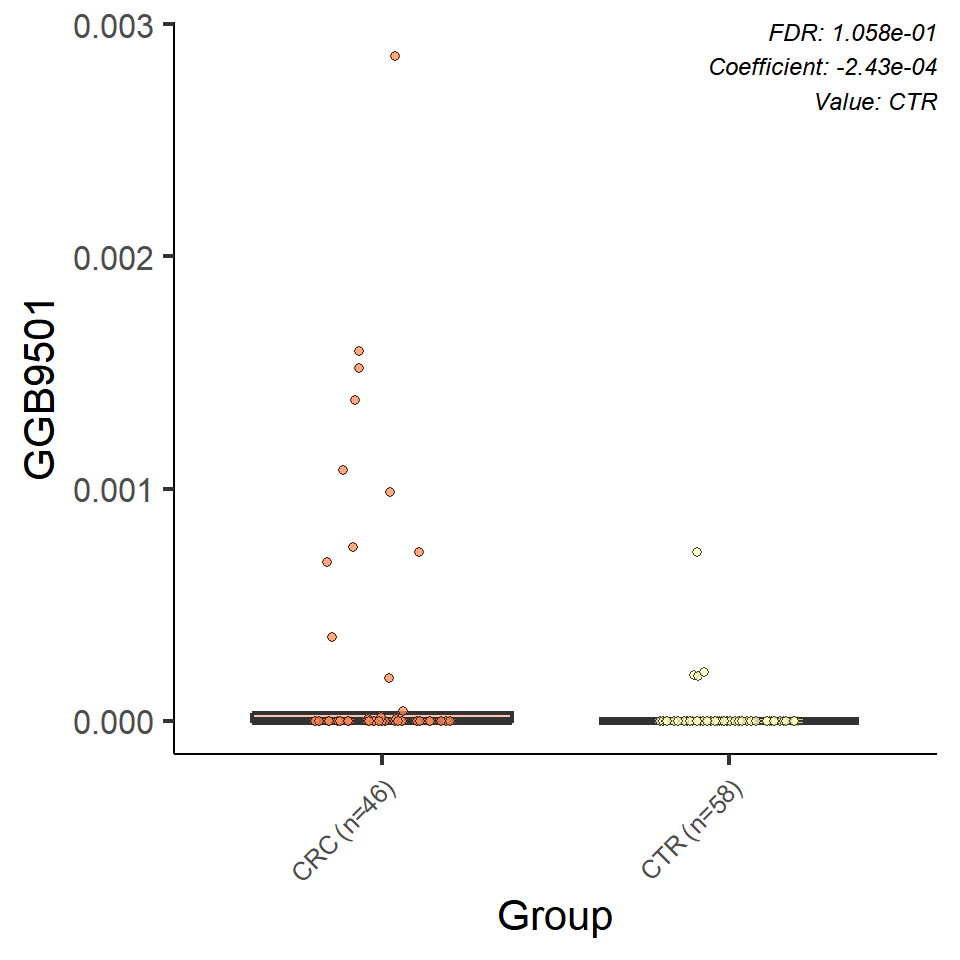 FDR: 1.058e-01
Coefficient: -2.43e-04
Value: CTR
GGB9501
0.003
0.002
0.001
0.000
CRC (n=46)
CTR (n=58)
Group